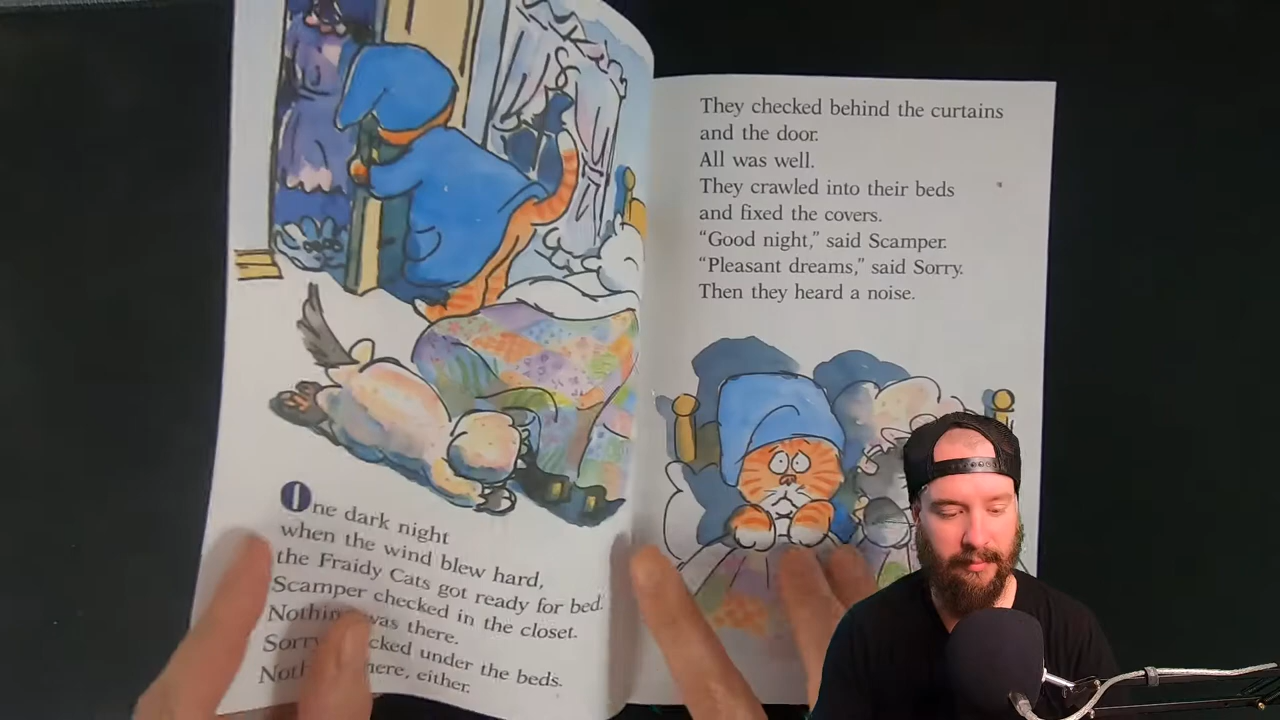 One dark night
when the wind blew hard,
the Fraidy Cats got ready for bed.
Scamper checked in the closet.
was there.
under the beds.
either.
They checked behind the curtains
and the door.
All was well.
They crawled into their beds
and fixed the covers.
“Good night,” said Scamper.
“Pleasant dreams,” said Sorry.
Then they heard a noise.